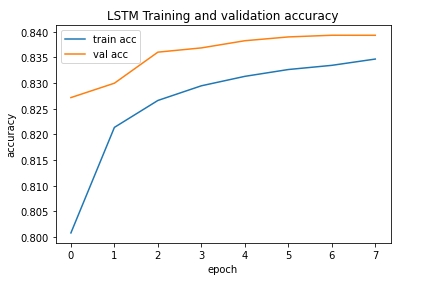 LSTM Training and validation accuracy
train acc
val acc
accuracy
0.840
0.835
0.830
0.825
0.820
0.815
0.810
0.805
0.800
0 1 2 3 4 5 6 7
epoch